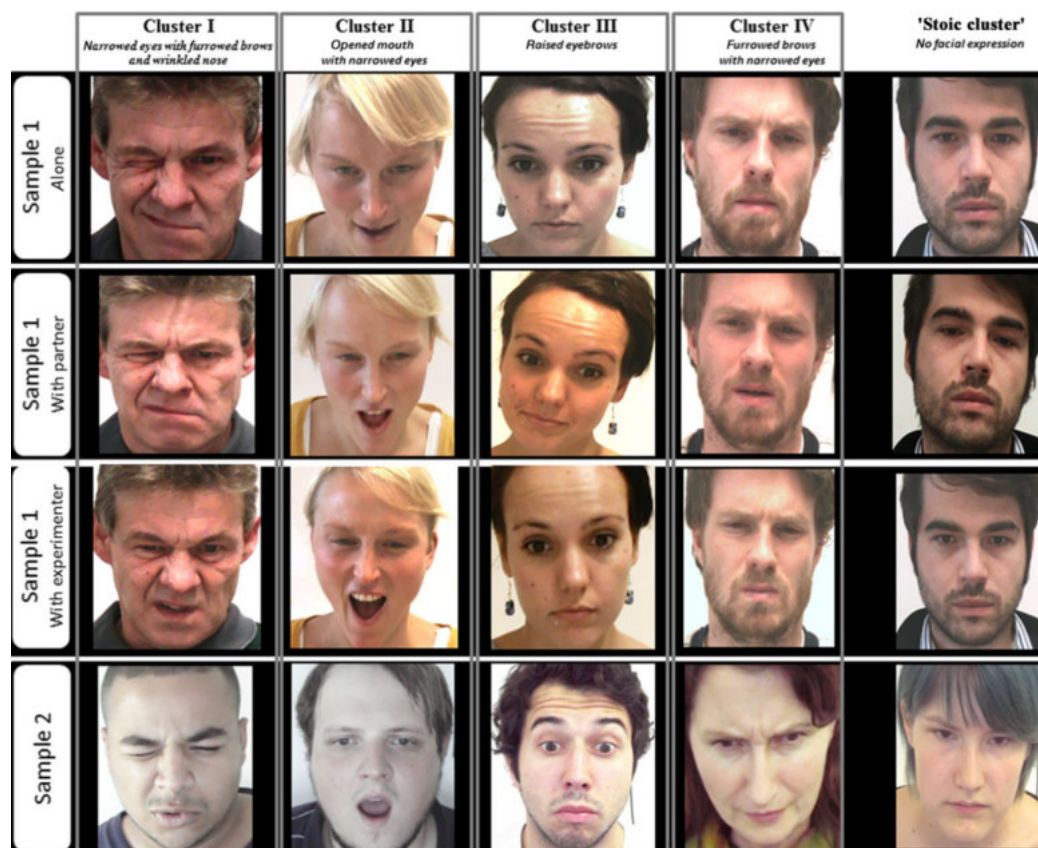 Cluster I
Narrowed eyes with furrowed brows
and wrinkled nose
Cluster II
Opened mouth
with narrowed eyes
Cluster III
Raised eyebrows
Cluster IV
Furrowed brows
with narrowed eyes
'Stoic cluster'
No facial expression
Sample 1
Alone
Sample 1
With partner
Sample 1
With experimenter
Sample 2